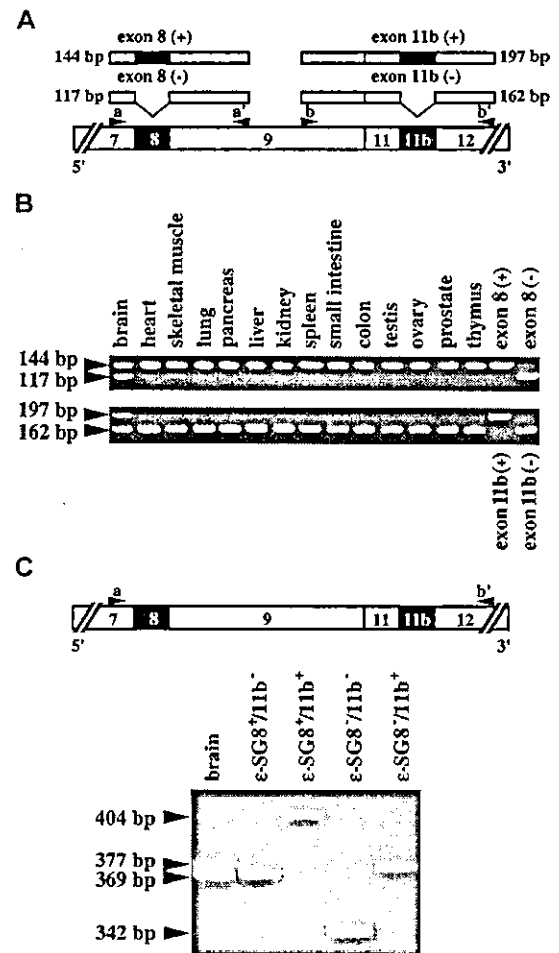 A
exon 8 (+) exon 11b (+)
144 bp 197 bp
exon 8 (-) exon 11b (-)
117 bp 162 bp
a a' b b'
7 8 9 11 11b 12
5' 3'
B
brain heart skeletal muscle lung pancreas liver kidney spleen small intestine colon testis ovary prostate thymus exon 8 (+) exon 8 (-)
144 bp
117 bp
197 bp
162 bp
exon 11b (+) exon 11b (-)
C
a b'
7 8 9 11 11b 12
5' 3'
brain ε-SG8⁺/11b⁻ ε-SG8⁺/11b⁺ ε-SG8⁻/11b⁻ ε-SG8⁻/11b⁺
404 bp
377 bp
369 bp
342 bp